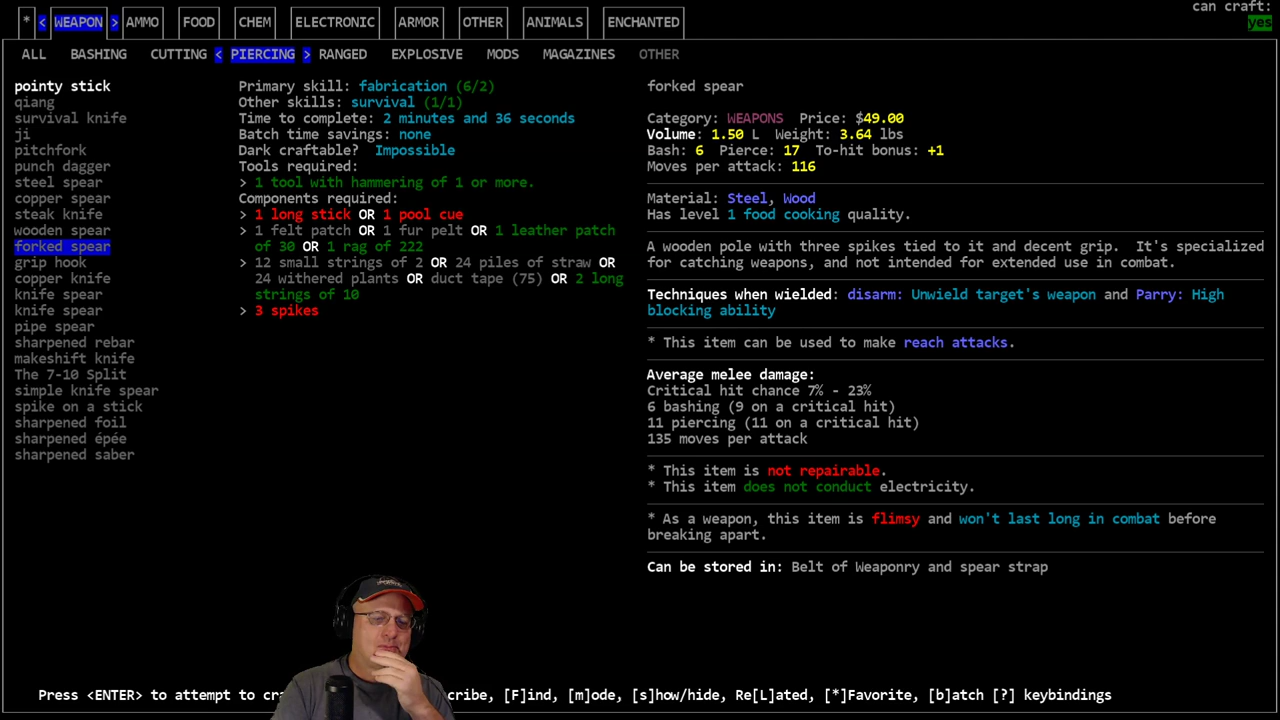 can craft:
* < WEAPON > AMMO FOOD CHEM ELECTRONIC ARMOR OTHER ANIMALS ENCHANTED
yes
ALL BASHING CUTTING < PIERCING > RANGED EXPLOSIVE MODS MAGAZINES OTHER
pointy stick
qiang
survival knife
ji
pitchfork
punch dagger
steel spear
copper spear
steak knife
wooden spear
forked spear
grip hook
copper knife
knife spear
knife spear
pipe spear
sharpened rebar
makeshift knife
The 7-10 Split
simple knife spear
spike on a stick
sharpened foil
sharpened épée
sharpened saber
Primary skill: fabrication (6/2)
Other skills: survival (1/1)
Time to complete: 2 minutes and 36 seconds
Batch time savings: none
Dark craftable? Impossible
Tools required:
> 1 tool with hammering of 1 or more.
Components required:
> 1 long stick OR 1 pool cue
> 1 felt patch OR 1 fur pelt OR 1 leather patch
of 30 OR 1 rag of 222
> 12 small strings of 2 OR 24 piles of straw OR
24 withered plants OR duct tape (75) OR 2 long
strings of 10
> 3 spikes
forked spear
Category: WEAPONS Price: $49.00
Volume: 1.50 L Weight: 3.64 lbs
Bash: 6 Pierce: 17 To-hit bonus: +1
Moves per attack: 116
Material: Steel, Wood
Has level 1 food cooking quality.
A wooden pole with three spikes tied to it and decent grip. It's specialized
for catching weapons, and not intended for extended use in combat.
Techniques when wielded: disarm: Unwield target's weapon and Parry: High
blocking ability
* This item can be used to make reach attacks.
Average melee damage:
Critical hit chance 7% - 23%
6 bashing (9 on a critical hit)
11 piercing (11 on a critical hit)
135 moves per attack
* This item is not repairable.
* This item does not conduct electricity.
* As a weapon, this item is flimsy and won't last long in combat before
breaking apart.
Can be stored in: Belt of Weaponry and spear strap
Press <ENTER> to attempt to cra cribe, [F]ind, [m]ode, [s]how/hide, Re[L]ated, [*]Favorite, [b]atch [?] keybindings